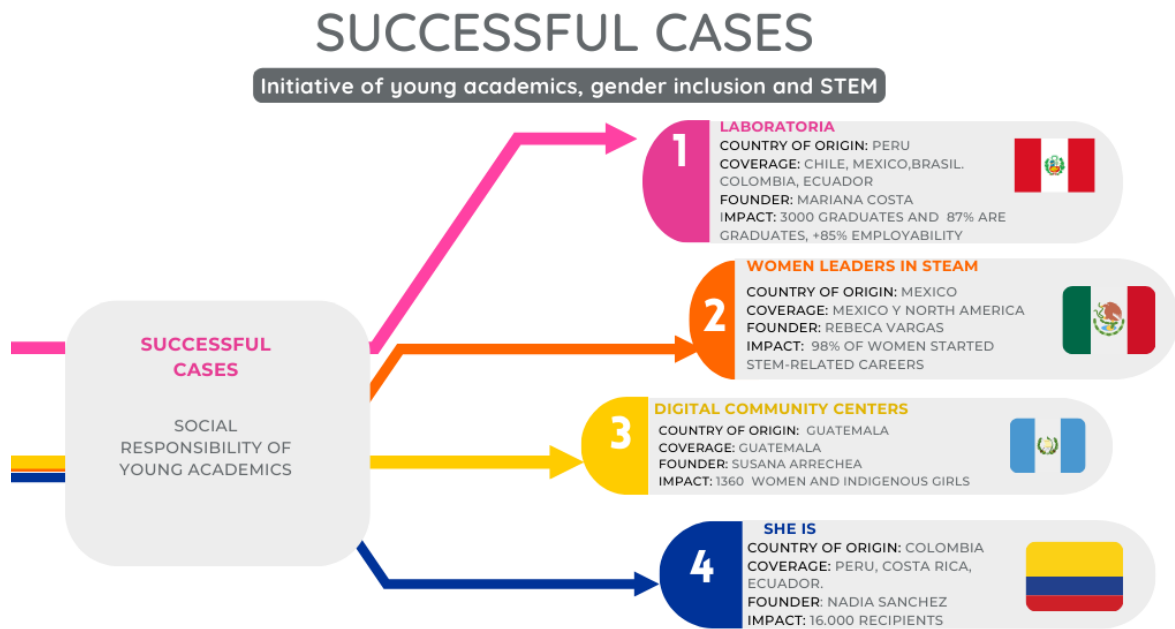 SUCCESSFUL CASES
Initiative of young academics, gender inclusion and STEM
SUCCESSFUL
CASES
SOCIAL
RESPONSIBILITY OF
YOUNG ACADEMICS
1
LABORATORIA
COUNTRY OF ORIGIN: PERU
COVERAGE: CHILE, MEXICO,BRASIL.
COLOMBIA, ECUADOR
FOUNDER: MARIANA COSTA
IMPACT: 3000 GRADUATES AND 87% ARE
GRADUATES, +85% EMPLOYABILITY
2
WOMEN LEADERS IN STEAM
COUNTRY OF ORIGIN: MEXICO
COVERAGE: MEXICO Y NORTH AMERICA
FOUNDER: REBECA VARGAS
IMPACT: 98% OF WOMEN STARTED
STEM-RELATED CAREERS
3
DIGITAL COMMUNITY CENTERS
COUNTRY OF ORIGIN: GUATEMALA
COVERAGE: GUATEMALA
FOUNDER: SUSANA ARRECHEA
IMPACT: 1360 WOMEN AND INDIGENOUS GIRLS
4
SHE IS
COUNTRY OF ORIGIN: COLOMBIA
COVERAGE: PERU, COSTA RICA,
ECUADOR.
FOUNDER: NADIA SANCHEZ
IMPACT: 16.000 RECIPIENTS